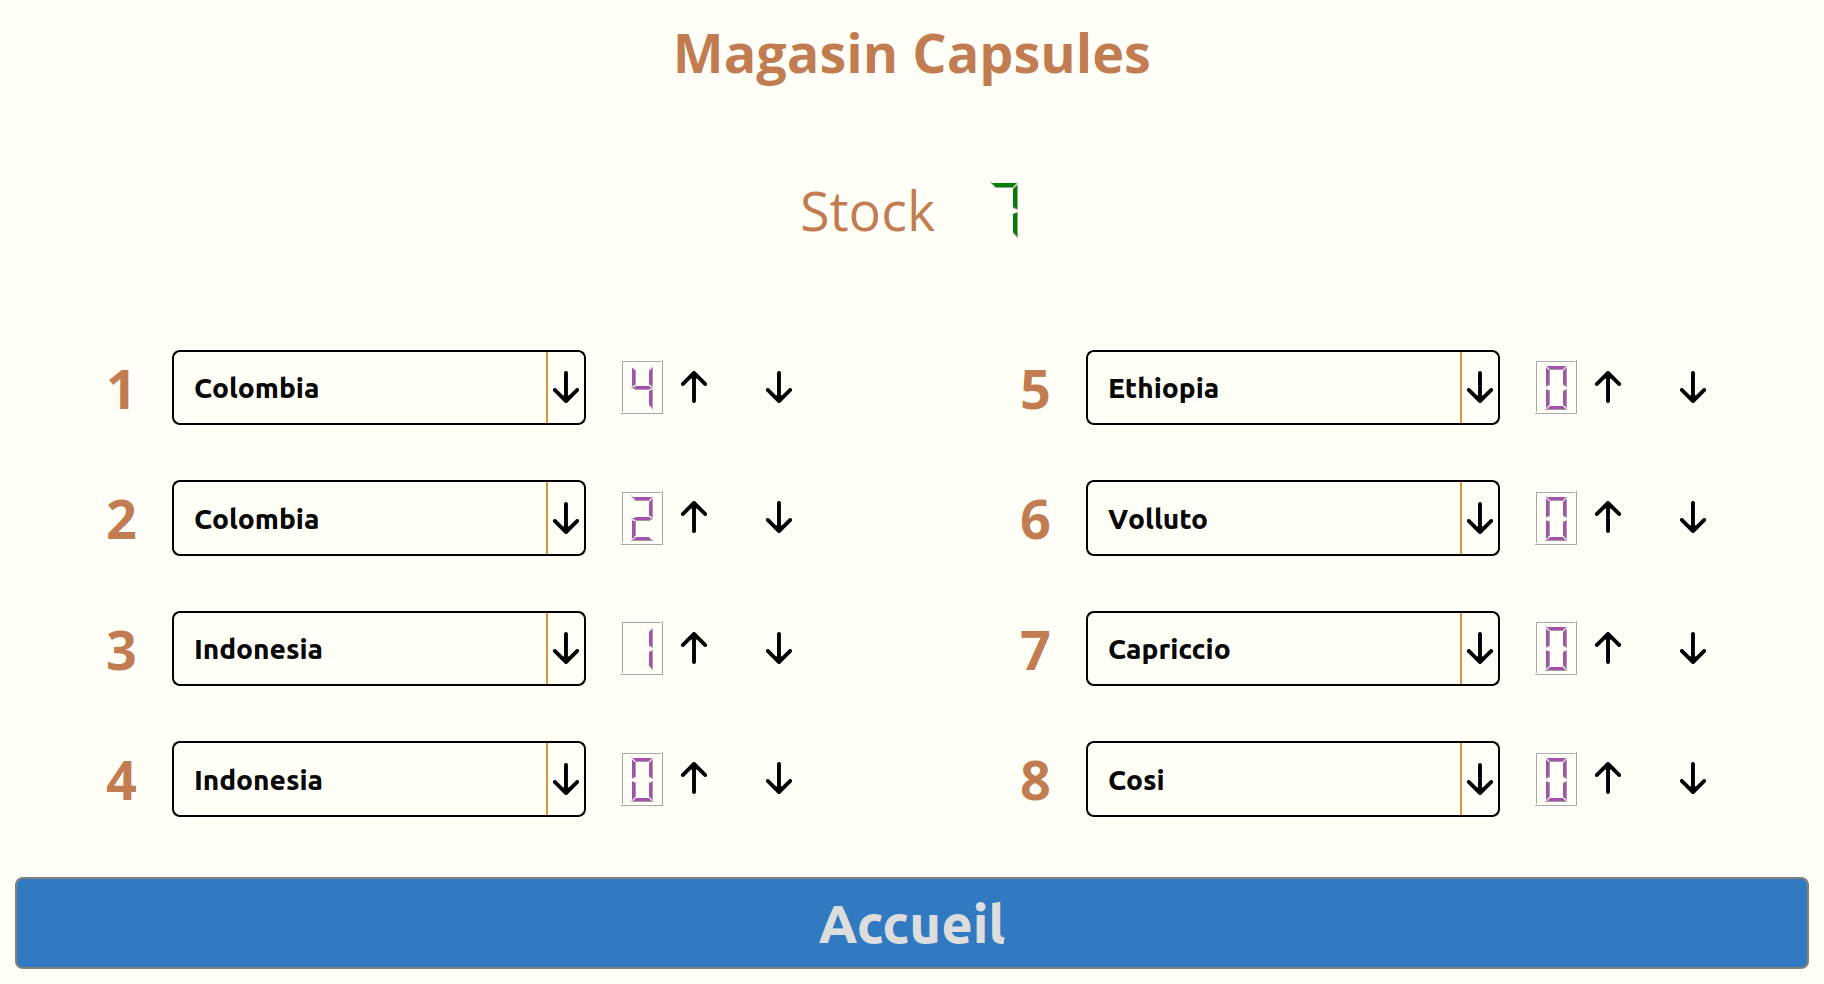 Magasin Capsules
Stock 7
1 Colombia 4
2 Colombia 2
3 Indonesia 1
4 Indonesia 0
5 Ethiopia 0
6 Volluto 0
7 Capriccio 0
8 Cosi 0
Accueil